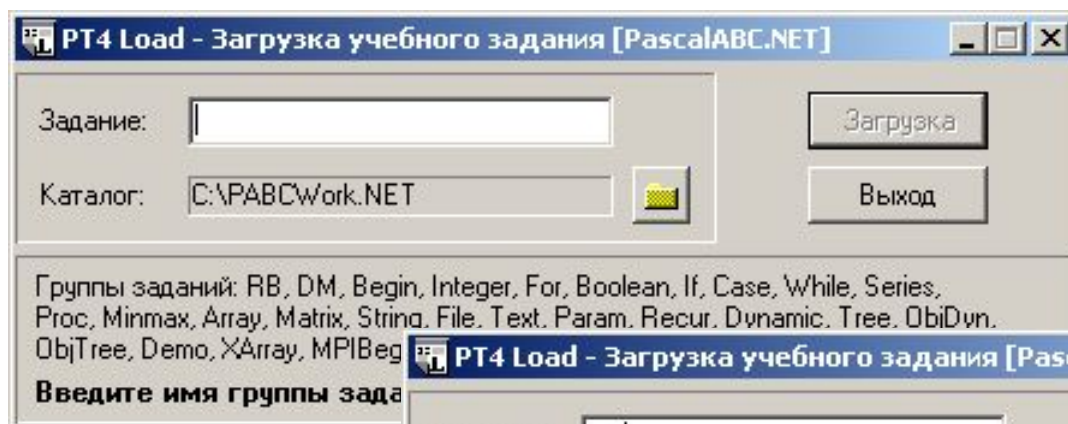 PT4 Load - Загрузка учебного задания [PascalABC.NET]
Задание:
Загрузка
Каталог: C:\PABCWork.NET
Выход
Группы заданий: RB, DM, Begin, Integer, For, Boolean, If, Case, While, Series,
Proc, Minmax, Array, Matrix, String, File, Text, Param, Recur, Dynamic, Tree, ObjDyn,
ObjTree, Demo, XArray, MPIBeg
PT4 Load - Загрузка учебного задания [Pas
Введите имя группы зада